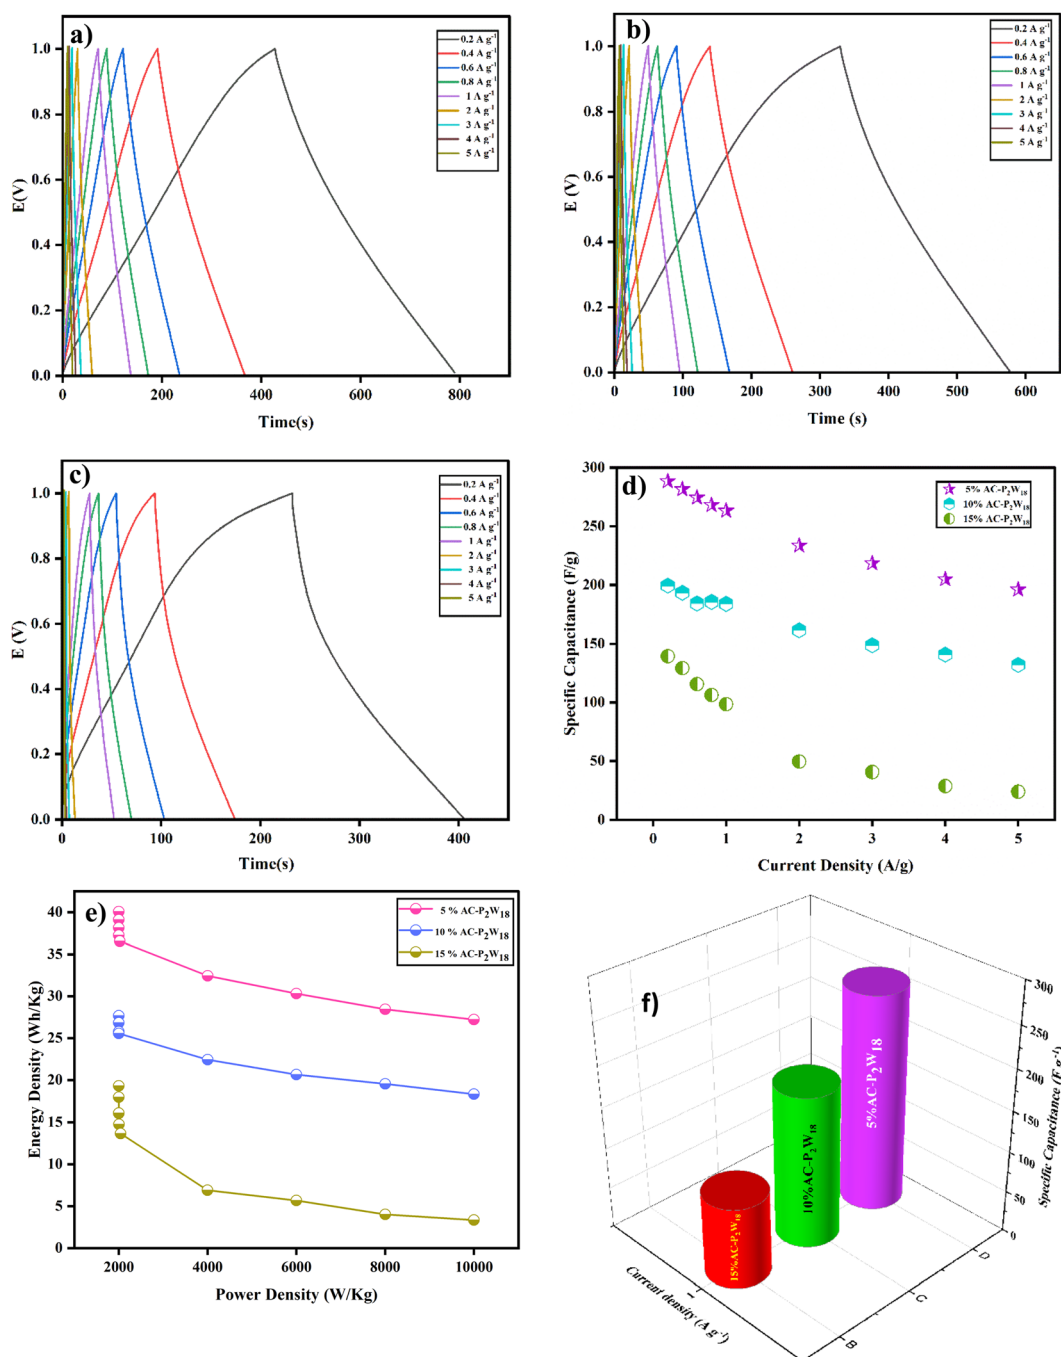 a)
0.2 A g⁻¹
0.4 A g⁻¹
0.6 A g⁻¹
0.8 A g⁻¹
1 A g⁻¹
2 A g⁻¹
3 A g⁻¹
4 A g⁻¹
5 A g⁻¹
1.0
0.8
0.6
0.4
0.2
0.0
E(V)
0 200 400 600 800
Time(s)
b)
0.2 A g⁻¹
0.4 A g⁻¹
0.6 A g⁻¹
0.8 A g⁻¹
1 A g⁻¹
2 A g⁻¹
3 A g⁻¹
4 A g⁻¹
5 A g⁻¹
1.0
0.8
0.6
0.4
0.2
0.0
E (V)
0 100 200 300 400 500 600
Time (s)
c)
0.2 A g⁻¹
0.4 A g⁻¹
0.6 A g⁻¹
0.8 A g⁻¹
1 A g⁻¹
2 A g⁻¹
3 A g⁻¹
4 A g⁻¹
5 A g⁻¹
1.0
0.8
0.6
0.4
0.2
0.0
E (V)
0 200 400
Time(s)
d)
5% AC-P₂W₁₈
10% AC-P₂W₁₈
15% AC-P₂W₁₈
300
250
200
150
100
50
0
Specific Capacitance (F/g)
0 1 2 3 4 5
Current Density (A/g)
e)
5 % AC-P₂W₁₈
10 % AC-P₂W₁₈
15 % AC-P₂W₁₈
40
35
30
25
20
15
10
5
0
Energy Density (Wh/Kg)
2000 4000 6000 8000 10000
Power Density (W/Kg)
f)
5%AC-P₂W₁₈
10%AC-P₂W₁₈
15%AC-P₂W₁₈
300
250
200
150
100
50
0
Specific Capacitance (F g⁻¹)
D
C
B
1
Current density (A g⁻¹)